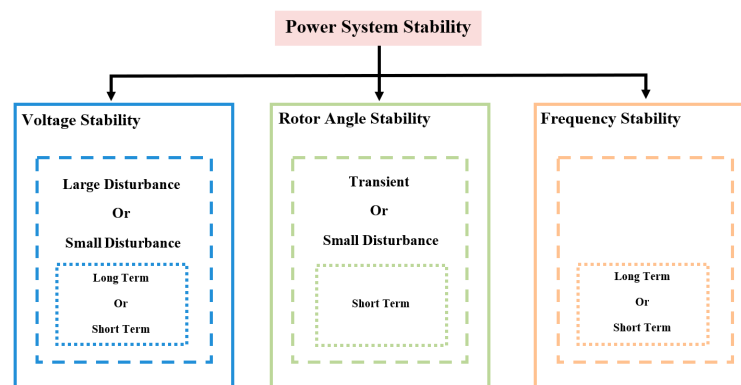 Power System Stability
Voltage Stability
Large Disturbance
Or
Small Disturbance
Long Term
Or
Short Term
Rotor Angle Stability
Transient
Or
Small Disturbance
Short Term
Frequency Stability
Long Term
Or
Short Term